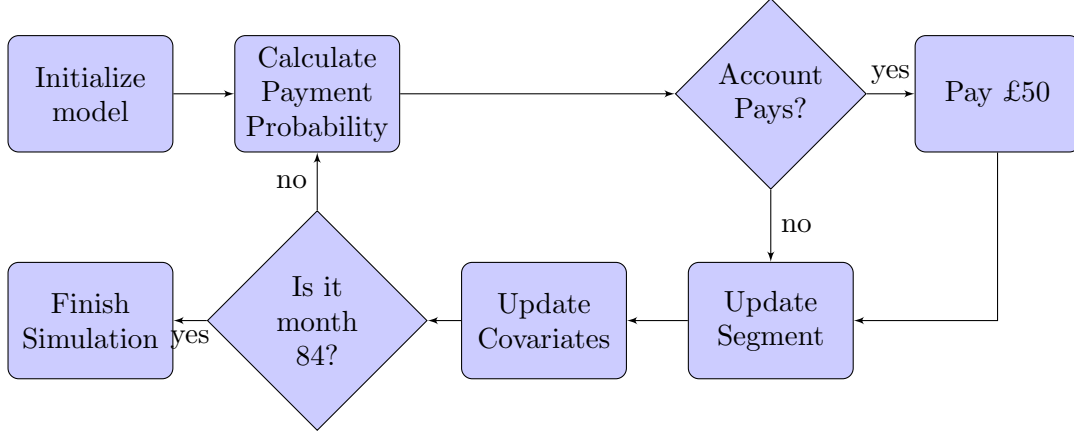 Initialize
model
Calculate
Payment
Probability
Account
Pays?
yes
Pay £50
no
no
Update
Segment
Update
Covariates
Is it
month
84?
yes
Finish
Simulation